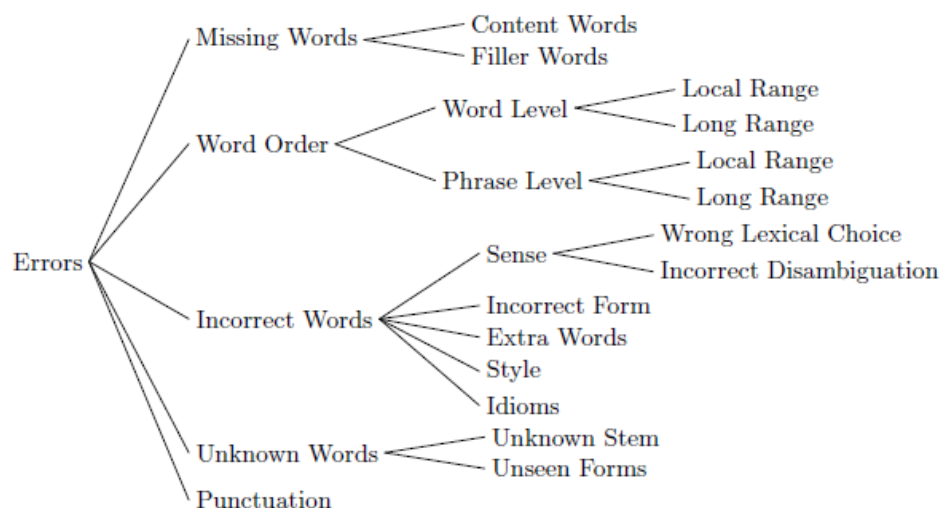 Errors
Missing Words
Content Words
Filler Words
Word Order
Word Level
Local Range
Long Range
Phrase Level
Local Range
Long Range
Incorrect Words
Sense
Wrong Lexical Choice
Incorrect Disambiguation
Incorrect Form
Extra Words
Style
Idioms
Unknown Words
Unknown Stem
Unseen Forms
Punctuation